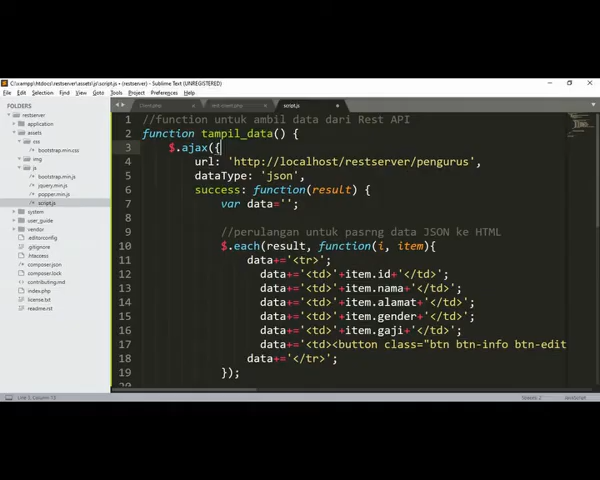 C:\xampp\htdocs\restserver\assets\js\script.js • (restserver) - Sublime Text (UNREGISTERED)
File Edit Selection Find View Goto Tools Project Preferences Help
FOLDERS
restserver
application
assets
css
bootstrap.min.css
img
js
bootstrap.min.js
jquery.min.js
popper.min.js
script.js
system
user_guide
vendor
.editorconfig
.gitignore
.htaccess
composer.json
composer.lock
contributing.md
index.php
license.txt
readme.rst
script.js
1 //function untuk ambil data dari Rest API
2 function tampil_data() {
3 $.ajax({
4 url: 'http://localhost/restserver/pengurus',
5 dataType: 'json',
6 success: function(result) {
7 var data='';
8
9 //perulangan untuk pasrng data JSON ke HTML
10 $.each(result, function(i, item){
11 data+='<tr>';
12 data+='<td>'+item.id+'</td>';
13 data+='<td>'+item.nama+'</td>';
14 data+='<td>'+item.alamat+'</td>';
15 data+='<td>'+item.gender+'</td>';
16 data+='<td>'+item.gaji+'</td>';
17 data+='<td><button class="btn btn-info btn-edit
18 data+='</tr>';
19 });
20
JavaScript